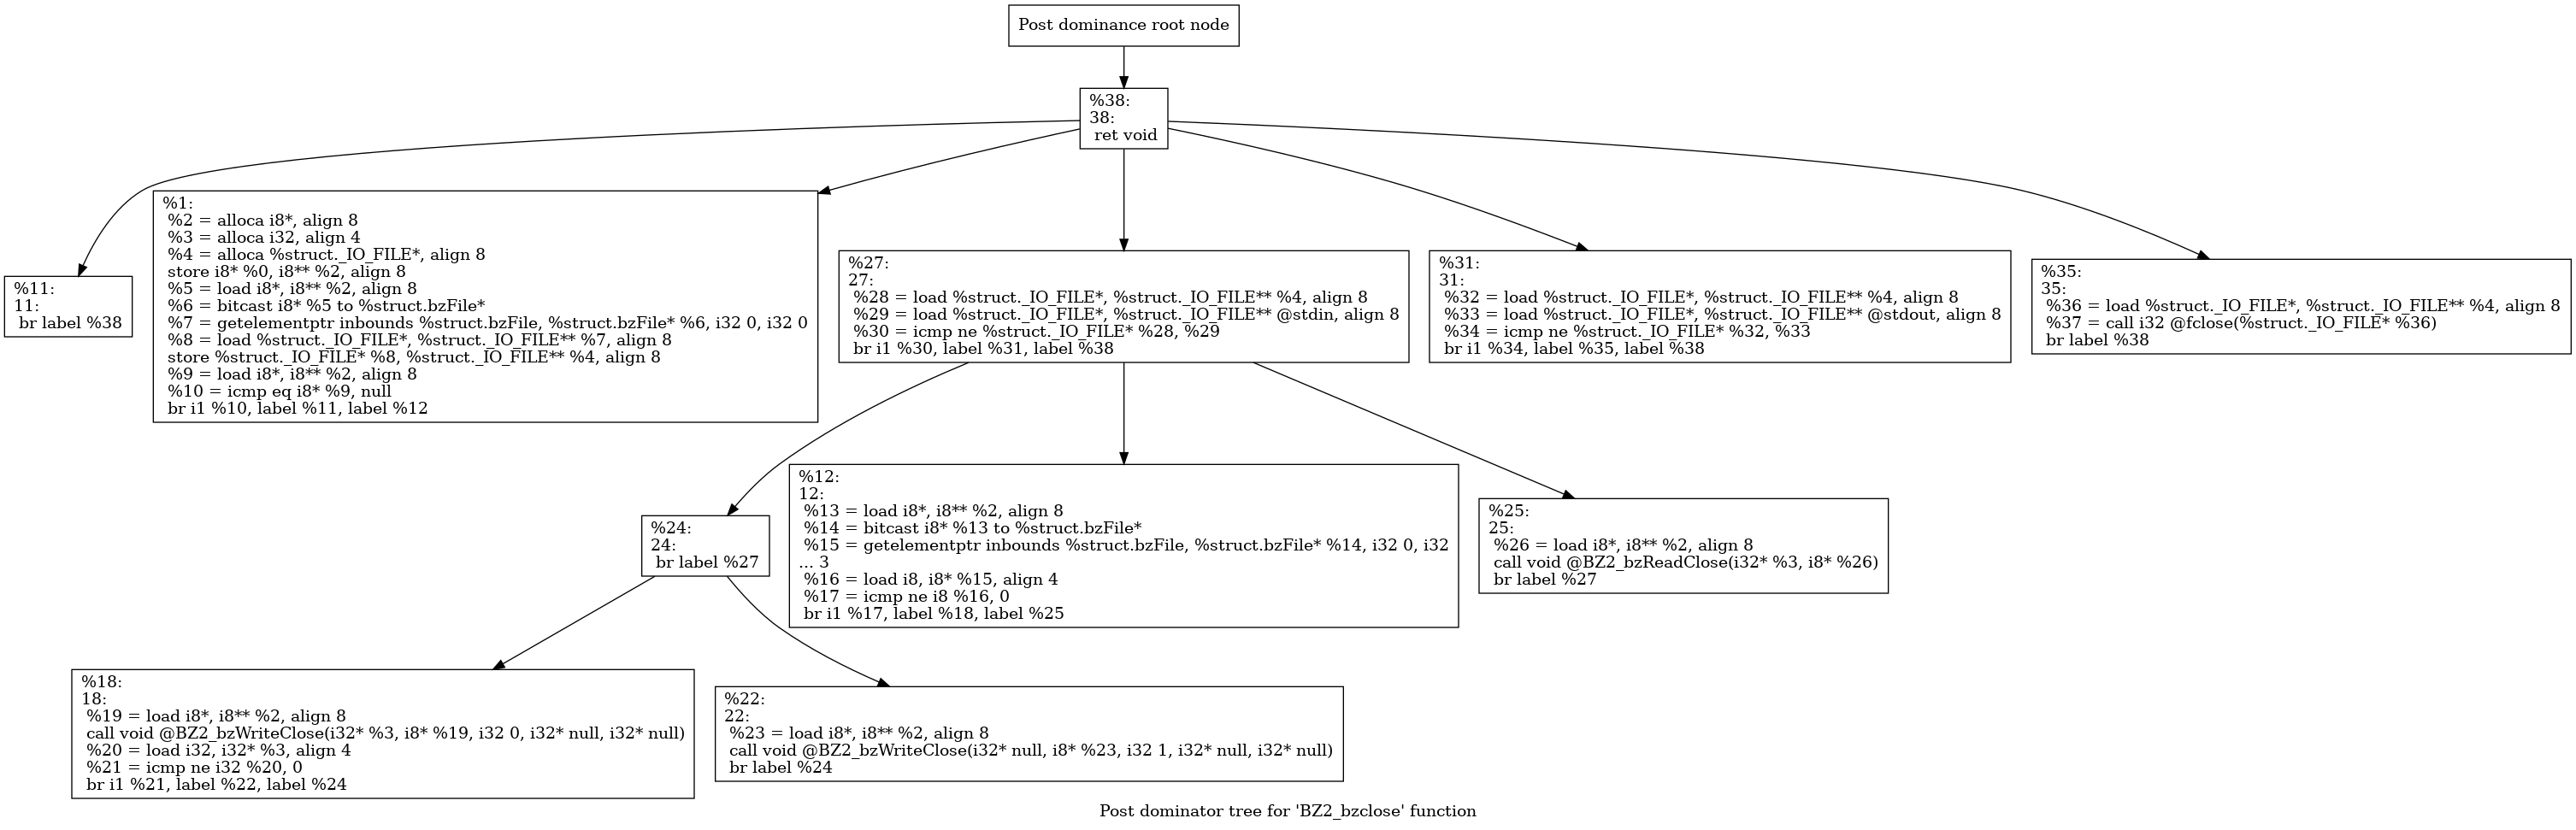 Post dominance root node
%38:
38:
ret void
%11:
11:
br label %38
%1:
%2 = alloca i8*, align 8
%3 = alloca i32, align 4
%4 = alloca %struct._IO_FILE*, align 8
store i8* %0, i8** %2, align 8
%5 = load i8*, i8** %2, align 8
%6 = bitcast i8* %5 to %struct.bzFile*
%7 = getelementptr inbounds %struct.bzFile, %struct.bzFile* %6, i32 0, i32 0
%8 = load %struct._IO_FILE*, %struct._IO_FILE** %7, align 8
store %struct._IO_FILE* %8, %struct._IO_FILE** %4, align 8
%9 = load i8*, i8** %2, align 8
%10 = icmp eq i8* %9, null
br i1 %10, label %11, label %12
%27:
27:
%28 = load %struct._IO_FILE*, %struct._IO_FILE** %4, align 8
%29 = load %struct._IO_FILE*, %struct._IO_FILE** @stdin, align 8
%30 = icmp ne %struct._IO_FILE* %28, %29
br i1 %30, label %31, label %38
%31:
31:
%32 = load %struct._IO_FILE*, %struct._IO_FILE** %4, align 8
%33 = load %struct._IO_FILE*, %struct._IO_FILE** @stdout, align 8
%34 = icmp ne %struct._IO_FILE* %32, %33
br i1 %34, label %35, label %38
%35:
35:
%36 = load %struct._IO_FILE*, %struct._IO_FILE** %4, align 8
%37 = call i32 @fclose(%struct._IO_FILE* %36)
br label %38
%24:
24:
br label %27
%12:
12:
%13 = load i8*, i8** %2, align 8
%14 = bitcast i8* %13 to %struct.bzFile*
%15 = getelementptr inbounds %struct.bzFile, %struct.bzFile* %14, i32 0, i32
... 3
%16 = load i8, i8* %15, align 4
%17 = icmp ne i8 %16, 0
br i1 %17, label %18, label %25
%25:
25:
%26 = load i8*, i8** %2, align 8
call void @BZ2_bzReadClose(i32* %3, i8* %26)
br label %27
%18:
18:
%19 = load i8*, i8** %2, align 8
call void @BZ2_bzWriteClose(i32* %3, i8* %19, i32 0, i32* null, i32* null)
%20 = load i32, i32* %3, align 4
%21 = icmp ne i32 %20, 0
br i1 %21, label %22, label %24
%22:
22:
%23 = load i8*, i8** %2, align 8
call void @BZ2_bzWriteClose(i32* null, i8* %23, i32 1, i32* null, i32* null)
br label %24
Post dominator tree for 'BZ2_bzclose' function